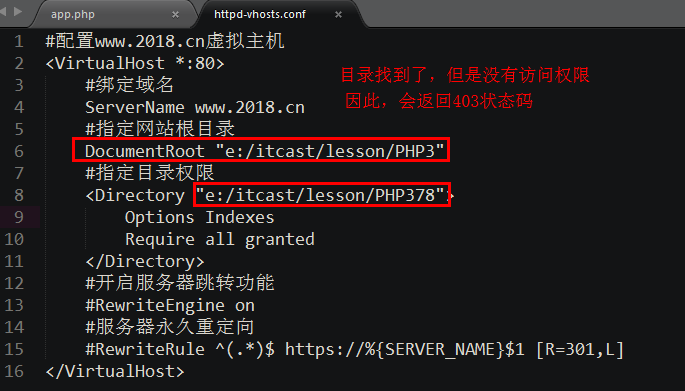 app.php × httpd-vhosts.conf ×
1 #配置www.2018.cn虚拟主机
2 <VirtualHost *:80>
目录找到了，但是没有访问权限
3 #绑定域名
因此，会返回403状态码
4 ServerName www.2018.cn
5 #指定网站根目录
6 DocumentRoot "e:/itcast/lesson/PHP3"
7 #指定目录权限
8 <Directory "e:/itcast/lesson/PHP378">
9 Options Indexes
10 Require all granted
11 </Directory>
12 #开启服务器跳转功能
13 #RewriteEngine on
14 #服务器永久重定向
15 #RewriteRule ^(.*)$ https://%{SERVER_NAME}$1 [R=301,L]
16 </VirtualHost>